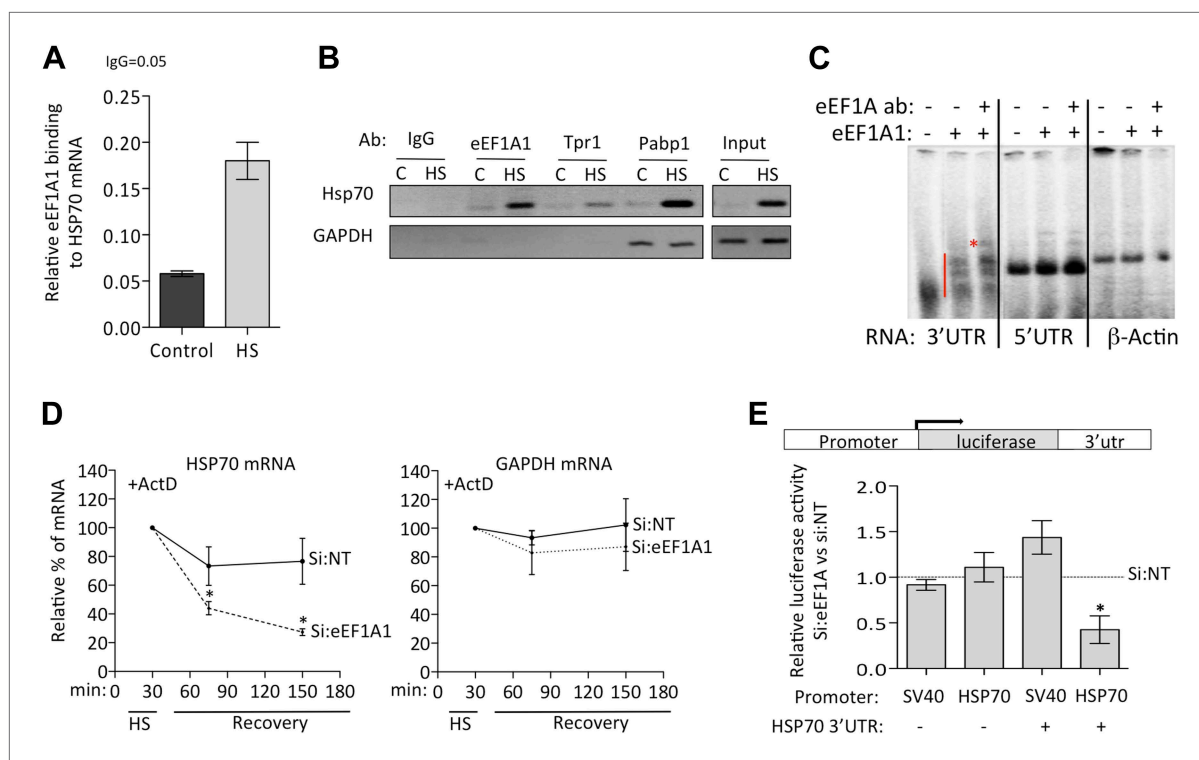 A
IgG=0.05
Relative eEF1A1 binding
to HSP70 mRNA
0.25
0.20
0.15
0.10
0.05
0.00
Control HS
B
Ab: IgG eEF1A1 Tpr1 Pabp1 Input
C HS C HS C HS C HS C HS
Hsp70
GAPDH
C
eEF1A ab: - - + - - + - - +
eEF1A1: - + + - + + - + +
*
RNA: 3'UTR 5'UTR β-Actin
D
Relative % of mRNA
HSP70 mRNA
+ActD
140
120
100
80
60
40
20
0
Si:NT
* *
Si:eEF1A1
min: 0 30 60 90 120 150 180
HS Recovery
GAPDH mRNA
+ActD
140
120
100
80
60
40
20
0
Si:NT
Si:eEF1A1
min: 0 30 60 90 120 150 180
HS Recovery
E
Promoter luciferase 3'utr
Relative luciferase activity
Si:eEF1A vs si:NT
2.0
1.5
1.0
0.5
0.0
Si:NT
*
Promoter: SV40 HSP70 SV40 HSP70
HSP70 3'UTR: - - + +